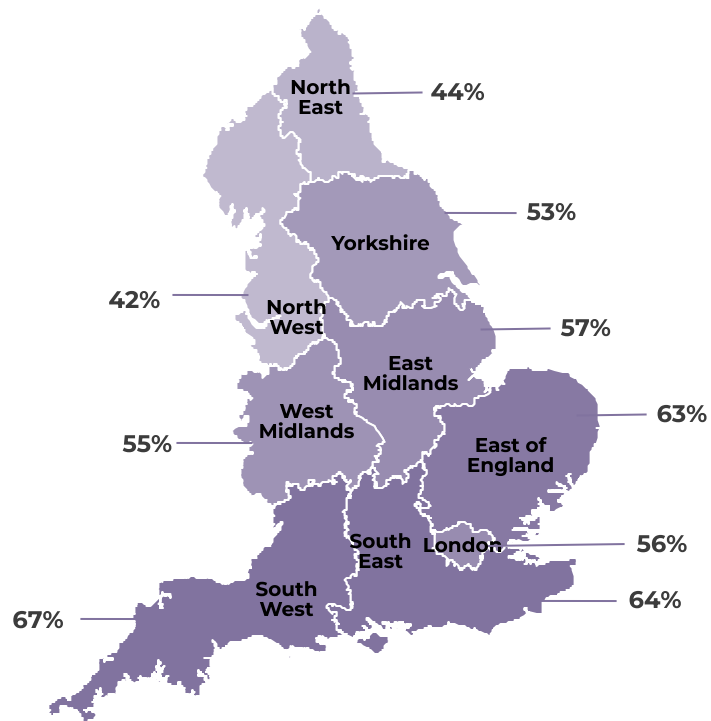 North
East
44%
53%
Yorkshire
42%
North
West
57%
East
Midlands
West
Midlands
55%
63%
East of
England
South
East
London
56%
South
West
64%
67%